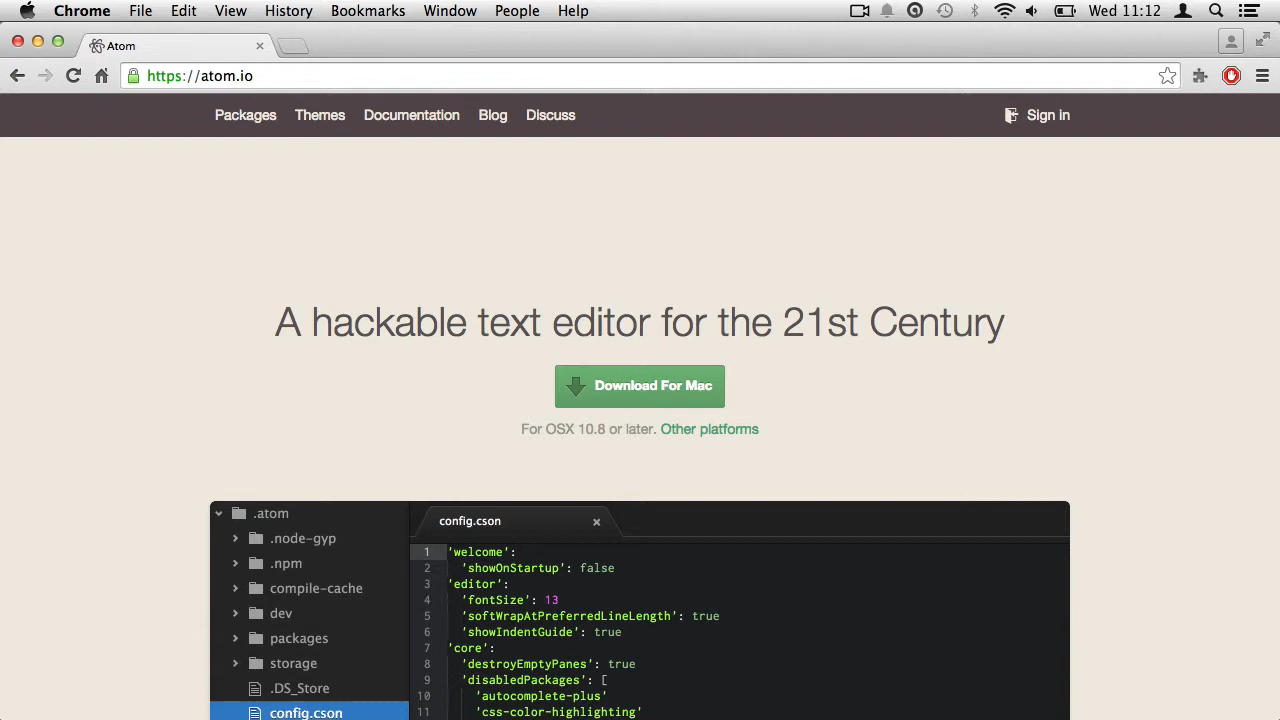 Chrome File Edit View History Bookmarks Window People Help Wed 11:12
Atom
https://atom.io
Packages Themes Documentation Blog Discuss Sign in
A hackable text editor for the 21st Century
Download For Mac
For OSX 10.8 or later. Other platforms
.atom
.node-gyp
.npm
compile-cache
dev
packages
storage
.DS_Store
config.cson
config.cson
1 'welcome':
2 'showOnStartup': false
3 'editor':
4 'fontSize': 13
5 'softWrapAtPreferredLineLength': true
6 'showIndentGuide': true
7 'core':
8 'destroyEmptyPanes': true
9 'disabledPackages': [
10 'autocomplete-plus'
11 'css-color-highlighting'